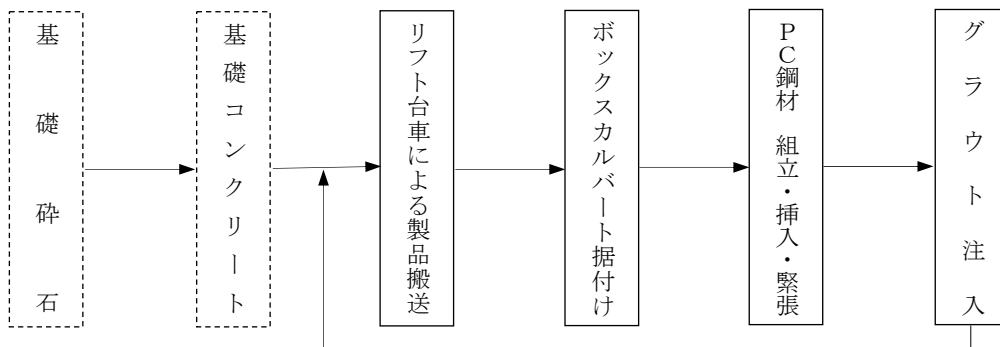 基礎砕石
基礎コンクリート
リフト台車による製品搬送
ボックスカルバート据付け
PC鋼材 組立・挿入・緊張
グラウト注入